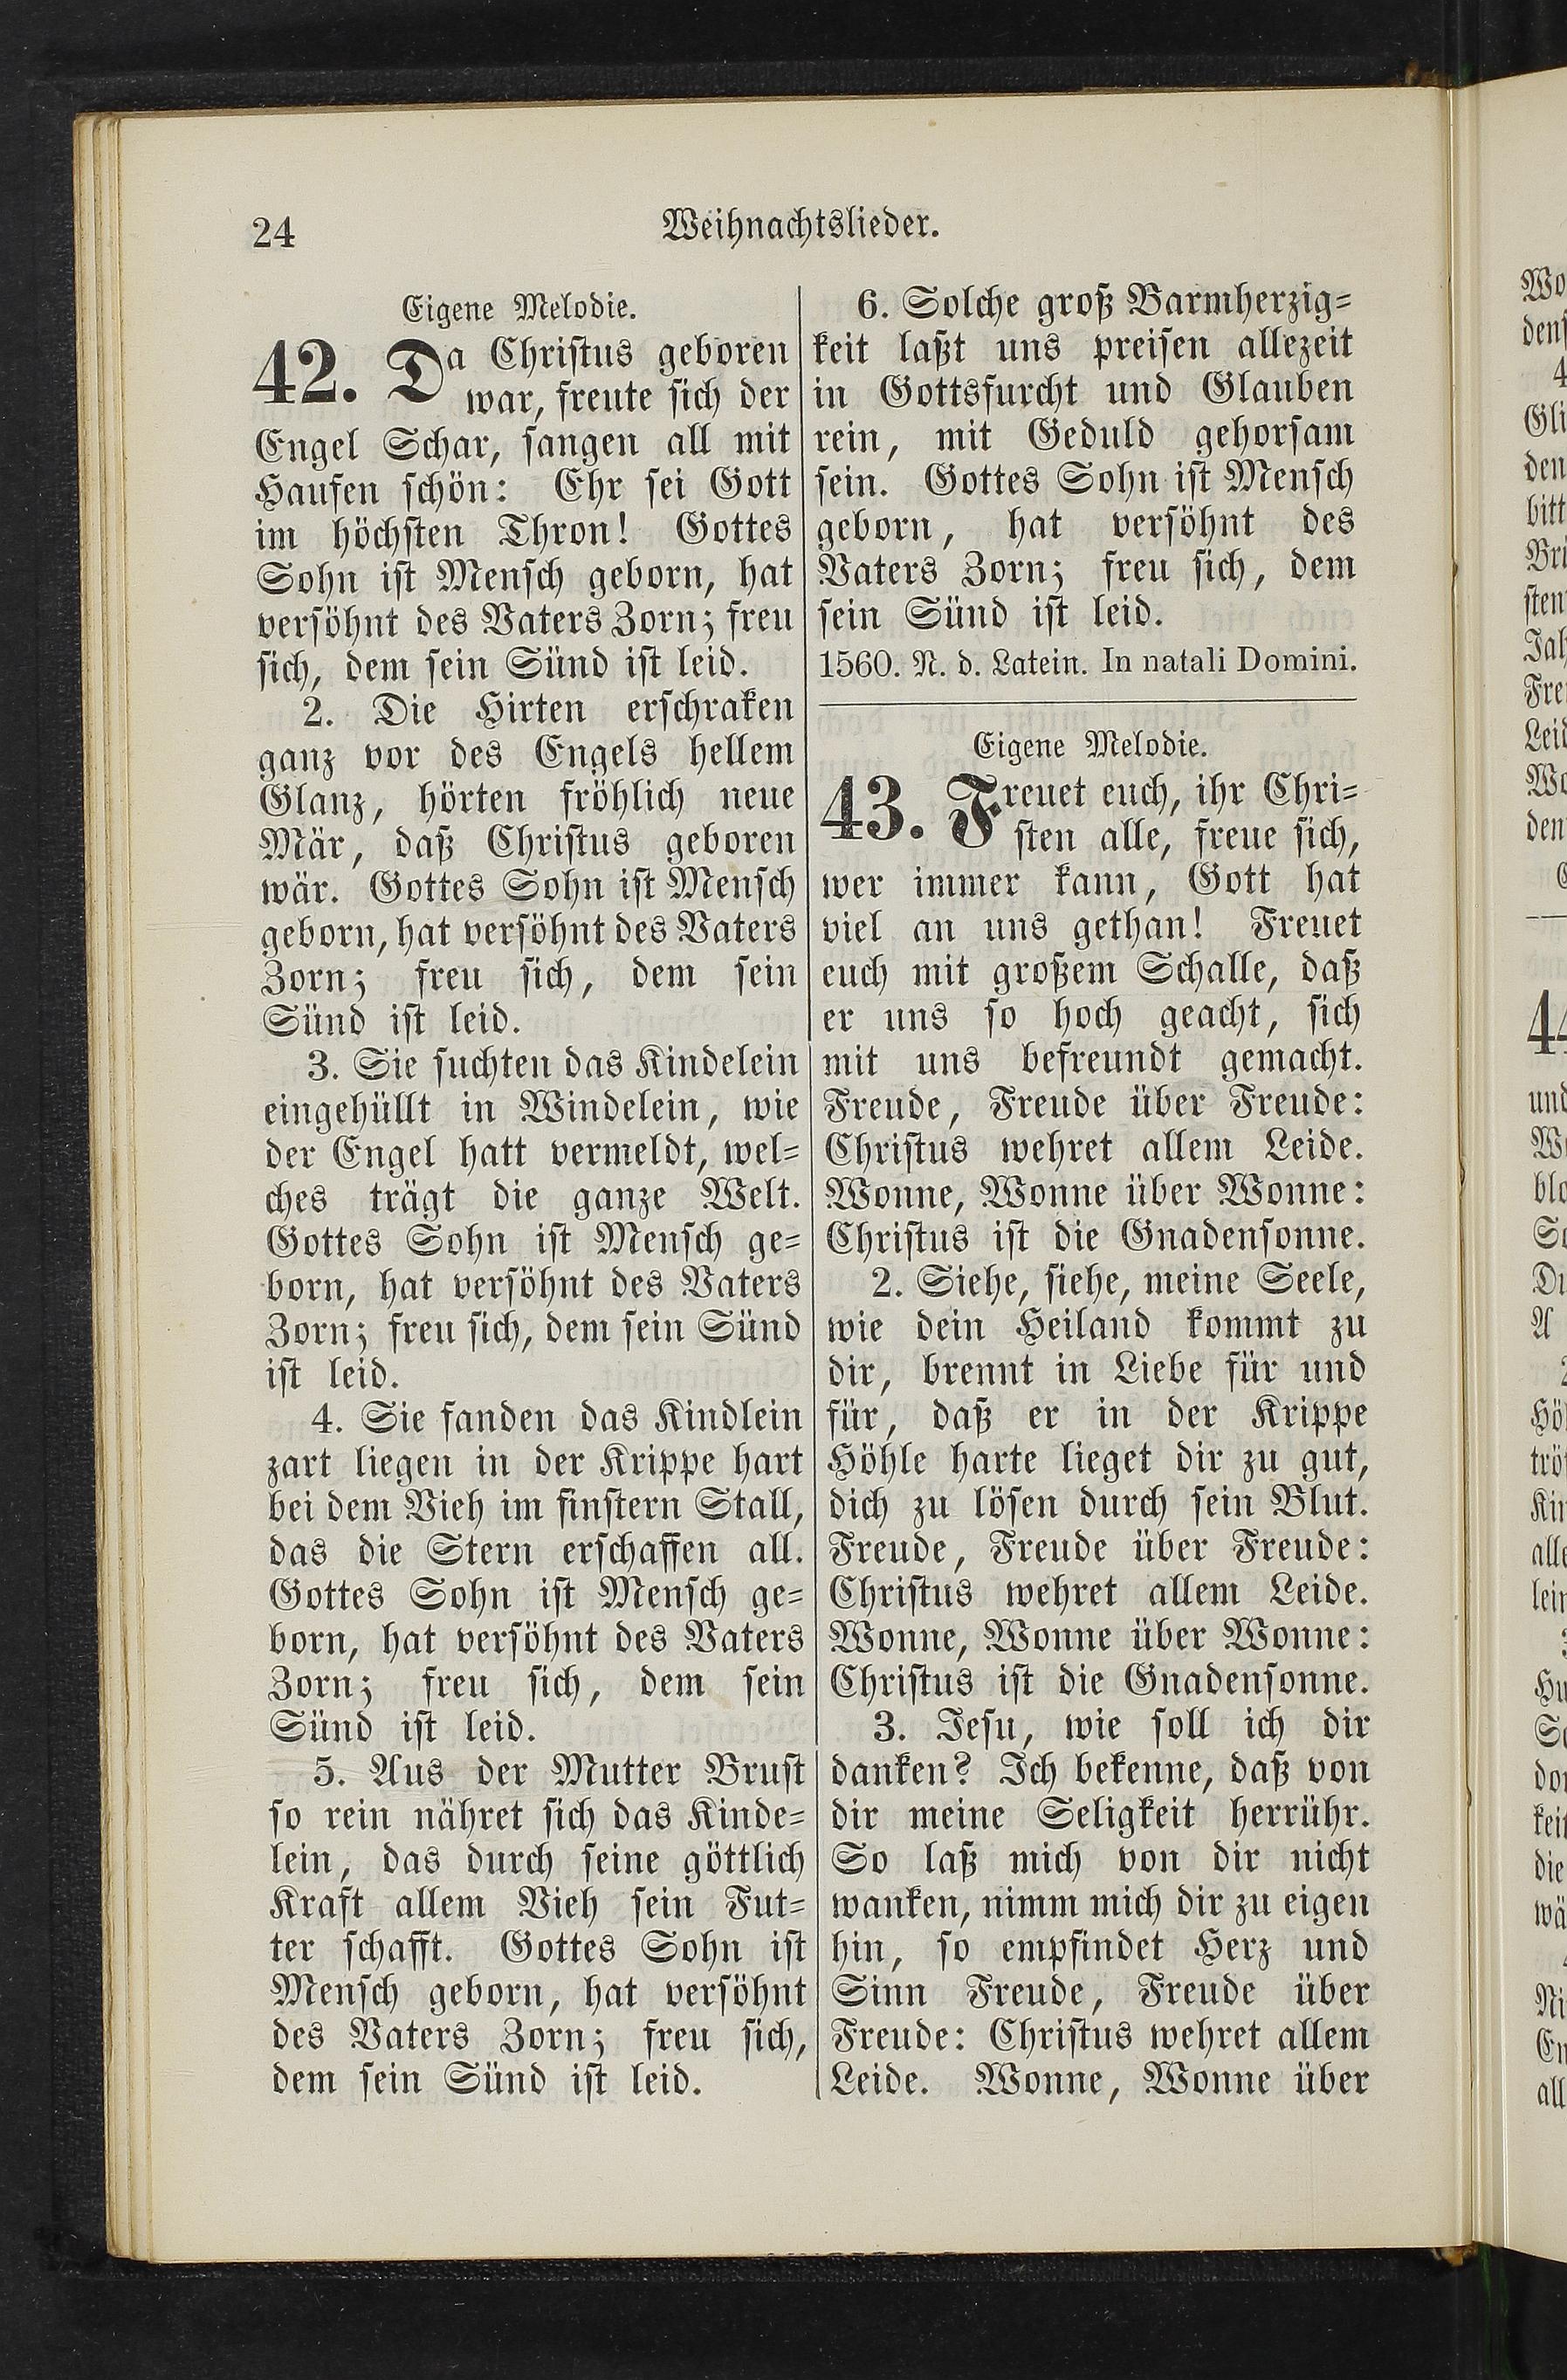 24
Weihnachtslieder.
Eigene Melodie.
42. Da Christus geboren
war, freute sich der
Engel Schar, sangen all mit
Haufen schön: Ehr sei Gott
im höchsten Thron! Gottes
Sohn ist Mensch geborn, hat
versöhnt des Vaters Zorn; freu
sich, dem sein Sünd ist leid.
2. Die Hirten erschraken
ganz vor des Engels hellem
Glanz, hörten fröhlich neue
Mär, daß Christus geboren
wär. Gottes Sohn ist Mensch
geborn, hat versöhnt des Vaters
Zorn; freu sich, dem sein
Sünd ist leid.
3. Sie suchten das Kindelein
eingehüllt in Windelein, wie
der Engel hatt vermeldt, wel-
ches trägt die ganze Welt.
Gottes Sohn ist Mensch ge-
born, hat versöhnt des Vaters
Zorn; freu sich, dem sein Sünd
ist leid.
4. Sie fanden das Kindlein
zart liegen in der Krippe hart
bei dem Vieh im finstern Stall,
das die Stern erschaffen all.
Gottes Sohn ist Mensch ge-
born, hat versöhnt des Vaters
Zorn; freu sich, dem sein
Sünd ist leid.
5. Aus der Mutter Brust
so rein nähret sich das Kinde-
lein, das durch seine göttlich
Kraft allem Vieh sein Fut-
ter schafft. Gottes Sohn ist
Mensch geborn, hat versöhnt
des Vaters Zorn; freu sich,
dem sein Sünd ist leid.
6. Solche groß Barmherzig-
keit laßt uns preisen allezeit
in Gottsfurcht und Glauben
rein, mit Geduld gehorsam
sein. Gottes Sohn ist Mensch
geborn, hat versöhnt des
Vaters Zorn; freu sich, dem
sein Sünd ist leid.
1560. N. d. Latein. In natali Domini.
Eigene Melodie.
43. Freuet euch, ihr Chri-
sten alle, freue sich,
wer immer kann, Gott hat
viel an uns gethan! Freuet
euch mit großem Schalle, daß
er uns so hoch geacht, sich
mit uns befreundt gemacht.
Freude, Freude über Freude:
Christus wehret allem Leide.
Wonne, Wonne über Wonne:
Christus ist die Gnadensonne.
2. Siehe, siehe, meine Seele,
wie dein Heiland kommt zu
dir, brennt in Liebe für und
für, daß er in der Krippe
Höhle harte lieget dir zu gut,
dich zu lösen durch sein Blut.
Freude, Freude über Freude:
Christus wehret allem Leide.
Wonne, Wonne über Wonne:
Christus ist die Gnadensonne.
3. Jesu, wie soll ich dir
danken? Ich bekenne, daß von
dir meine Seligkeit herrühr.
So laß mich von dir nicht
wanken, nimm mich dir zu eigen
hin, so empfindet Herz und
Sinn Freude, Freude über
Freude: Christus wehret allem
Leide. Wonne, Wonne über